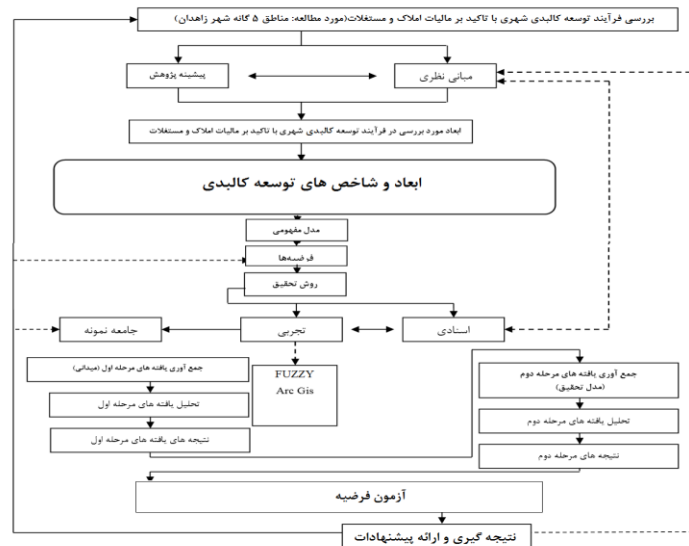 بررسی فرآیند توسعه کالبدی شهری با تاکید بر مالیات املاک و مستغلات(مورد مطالعه: مناطق ۵ گانه شهر زاهدان)
مبانی نظری
پیشینه پژوهش
ابعاد مورد بررسی در فرآیند توسعه کالبدی شهری با تاکید بر مالیات املاک و مستغلات
ابعاد و شاخص های توسعه کالبدی
مدل مفهومی
فرضیه‌ها
روش تحقیق
اسنادی
تجربی
جامعه نمونه
جمع آوری یافته های مرحله اول (میدانی)
تحلیل یافته های مرحله اول
نتیجه های یافته های مرحله اول
FUZZY
Arc Gis
جمع آوری یافته های مرحله دوم
(مدل تحقیق)
تحلیل یافته های مرحله دوم
نتیجه های مرحله دوم
آزمون فرضیه
نتیجه گیری و ارائه پیشنهادات